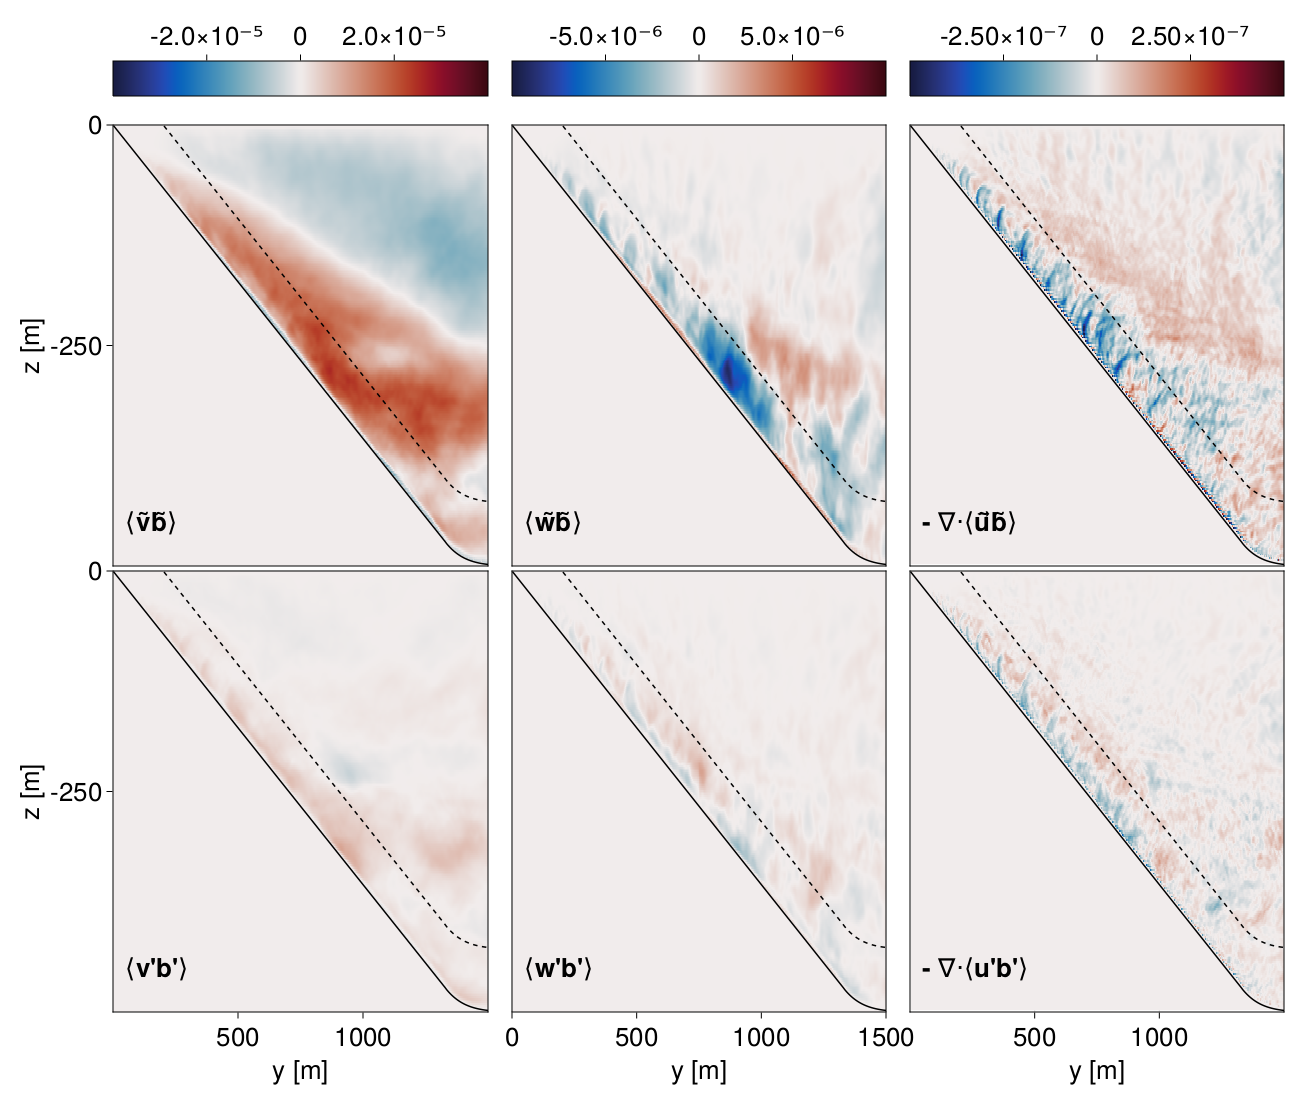 -2.0×10⁻⁵ 0 2.0×10⁻⁵
-5.0×10⁻⁶ 0 5.0×10⁻⁶
-2.50×10⁻⁷ 0 2.50×10⁻⁷
0
z [m]
-250
⟨ṽb̃⟩
⟨w̃b̃⟩
- ∇·⟨ũb̃⟩
0
z [m]
-250
⟨v'b'⟩
⟨w'b'⟩
- ∇·⟨u'b'⟩
500 1000
0 500 1000 1500
500 1000
y [m]
y [m]
y [m]